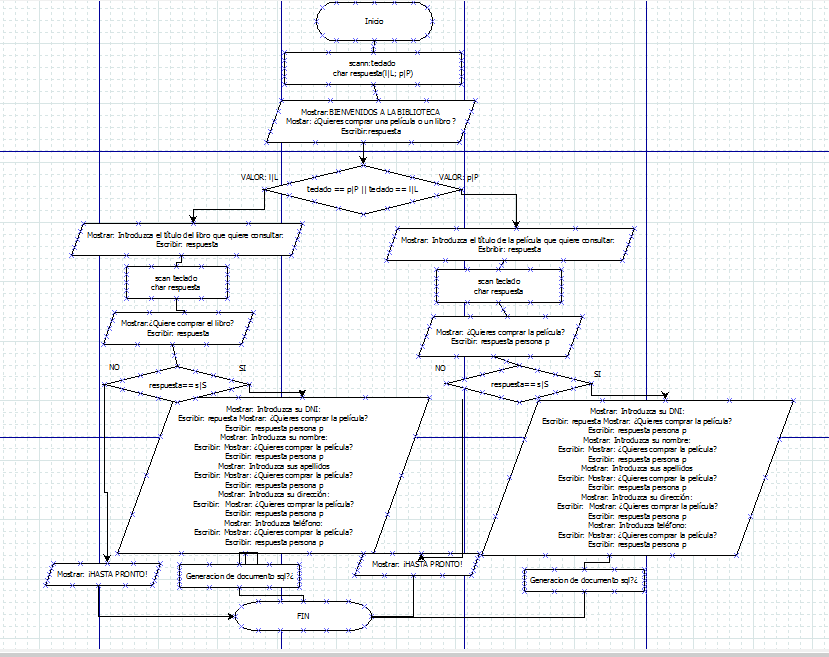 Inicio
scann:teclado
char respuesta(l|L; p|P)
Mostrar:BIENVENIDOS A LA BIBLIOTECA
Mostar: ¿Quieres comprar una película o un libro ?
Escribir:respuesta
VALOR: l|L
VALOR: p|P
teclado == p|P || teclado == l|L
Mostrar: Introduzca el título del libro que quiere consultar:
Escribir: respuesta
Mostrar: Introduzca el título de la película que quiere consultar:
Esbribir: respuesta
scan teclado
char respuesta
scan teclado
char respuesta
Mostrar:¿Quiere comprar el libro?
Escribir: respuesta
Mostrar: ¿Quieres comprar la película?
Escribir: respuesta persona p
NO
SI
respuesta== s|S
NO
SI
respuesta== s|S
Mostrar: Introduzca su DNI:
Escribir: repuesta Mostrar: ¿Quieres comprar la película?
Escribir: respuesta persona p
Mostrar: Introduzca su nombre:
Escribir: Mostrar: ¿Quieres comprar la película?
Escribir: respuesta persona p
Mostrar: Introduzca sus apellidos
Escribir: Mostrar: ¿Quieres comprar la película?
Escribir: respuesta persona p
Mostrar: Introduzca su dirección:
Escribir: Mostrar: ¿Quieres comprar la película?
Escribir: respuesta persona p
Mostrar: Introduzca teléfono:
Escribir: Mostrar: ¿Quieres comprar la película?
Escribir: respuesta persona p
Mostrar: Introduzca su DNI:
Escribir: repuesta Mostrar: ¿Quieres comprar la película?
Escribir: respuesta persona p
Mostrar: Introduzca su nombre:
Escribir: Mostrar: ¿Quieres comprar la película?
Escribir: respuesta persona p
Mostrar: Introduzca sus apellidos
Escribir: Mostrar: ¿Quieres comprar la película?
Escribir: respuesta persona p
Mostrar: Introduzca su dirección:
Escribir: Mostrar: ¿Quieres comprar la película?
Escribir: respuesta persona p
Mostrar: Introduzca teléfono:
Escribir: Mostrar: ¿Quieres comprar la película?
Escribir: respuesta persona p
Mostrar: ¡HASTA PRONTO!
Generacion de documento sql?¿
Mostrar: ¡HASTA PRONTO!
Generacion de documento sql?¿
FIN